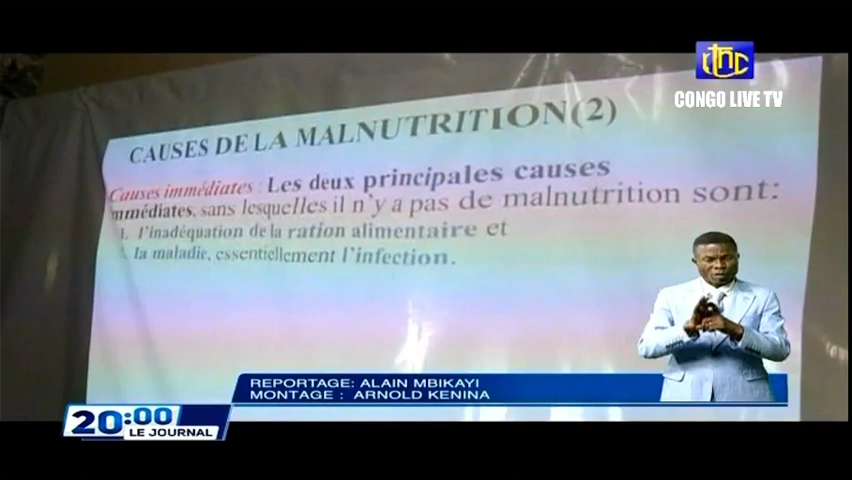 rtnc
CONGO LIVE TV
CAUSES DE LA MALNUTRITION(2)
Causes immédiates : Les deux principales causes
immédiates, sans lesquelles il n'y a pas de malnutrition sont:
1. l'inadéquation de la ration alimentaire et
la maladie, essentiellement l'infection.
REPORTAGE: ALAIN MBIKAYI
MONTAGE : ARNOLD KENINA
20:00
LE JOURNAL